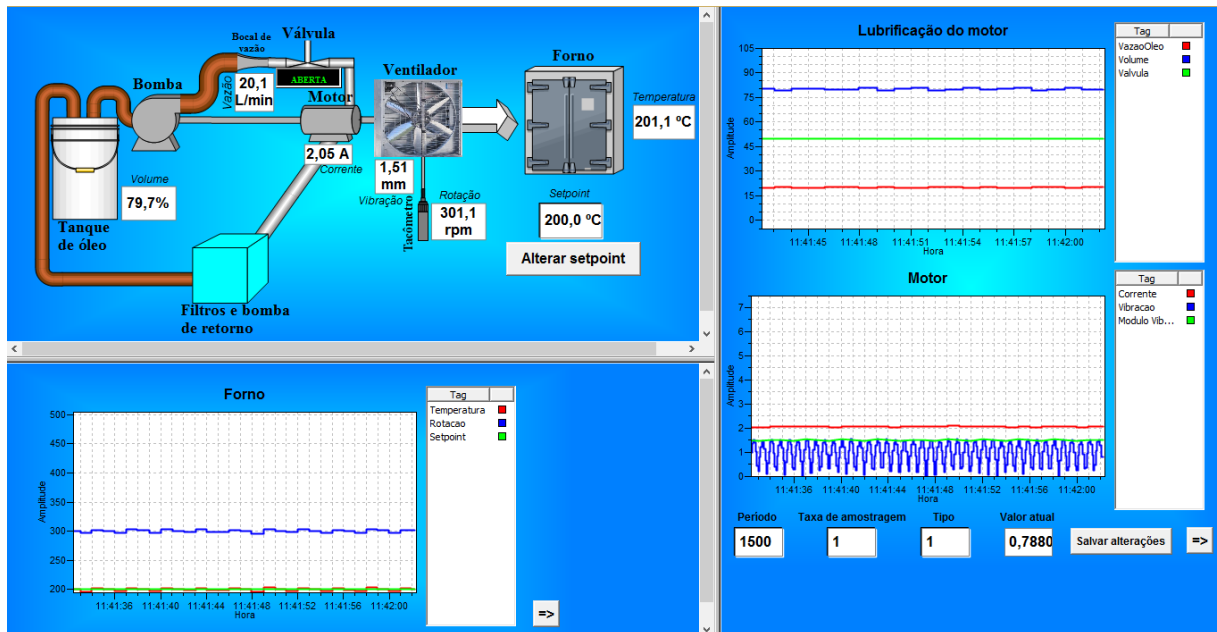 Bocal de
vazão
Válvula
Bomba
Vazão
20,1
L/min
ABERTA
Motor
Ventilador
Forno
Temperatura
201,1 ºC
2,05 A
Corrente
1,51
mm
Vibração
Tacômetro
Rotação
301,1
rpm
Setpoint
200,0 ºC
Alterar setpoint
Volume
79,7%
Tanque
de óleo
Filtros e bomba
de retorno
Forno
Amplitude
500
450
400
350
300
250
200
11:41:36 11:41:40 11:41:44 11:41:48 11:41:52 11:41:56 11:42:00
Hora
Tag
Temperatura
Rotacao
Setpoint
=>
Lubrificação do motor
Amplitude
105
90
75
60
45
30
15
0
11:41:45 11:41:48 11:41:51 11:41:54 11:41:57 11:42:00
Hora
Tag
VazaoOleo
Volume
Valvula
Motor
Amplitude
7
6
5
4
3
2
1
0
11:41:36 11:41:40 11:41:44 11:41:48 11:41:52 11:41:56 11:42:00
Hora
Tag
Corrente
Vibracao
Modulo Vib...
Período Taxa de amostragem Tipo Valor atual
1500 1 1 0,7880 Salvar alterações =>